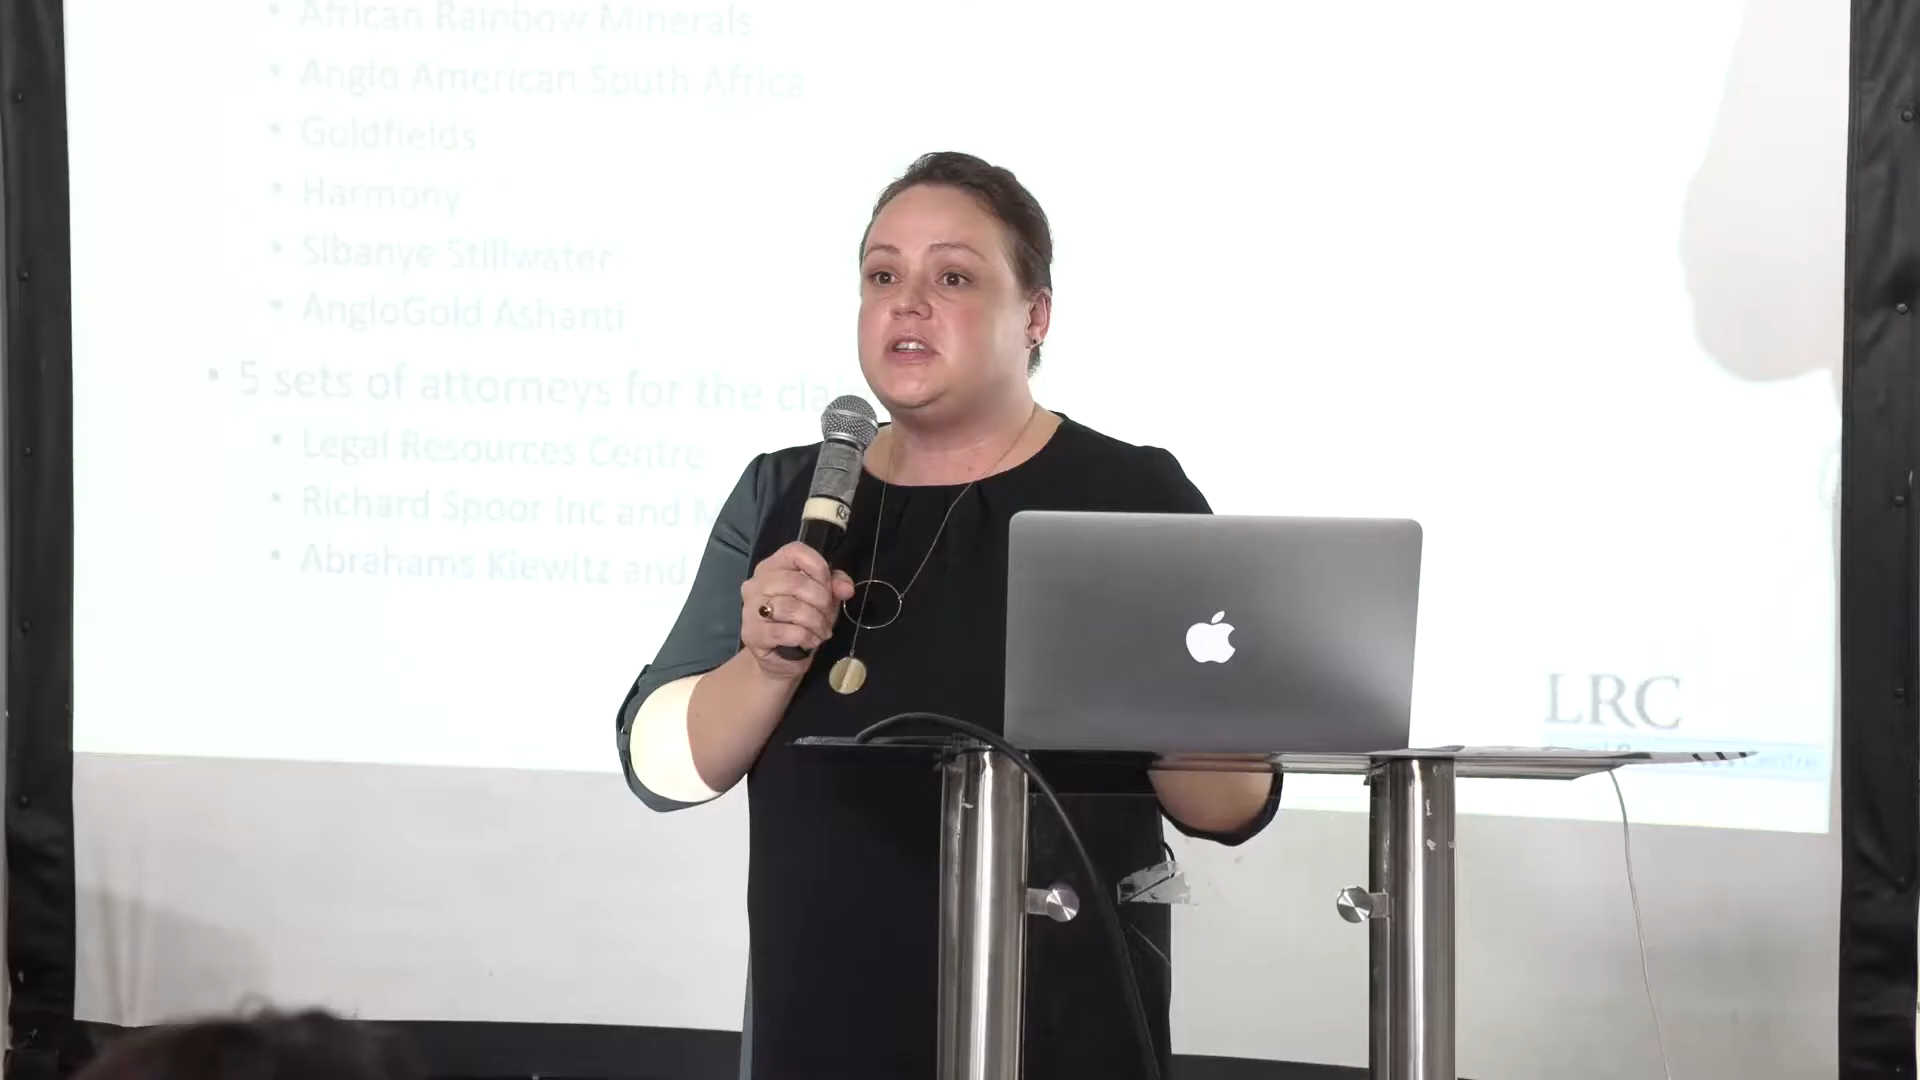 African Rainbow Minerals
Anglo American South Africa
Goldfields
Harmony
Sibanye Stillwater
AngloGold Ashanti
5 sets of attorneys for the
Legal Resources Centre
Richard Spoor Inc and
Abrahams Kiewitz and
LRC
Centre